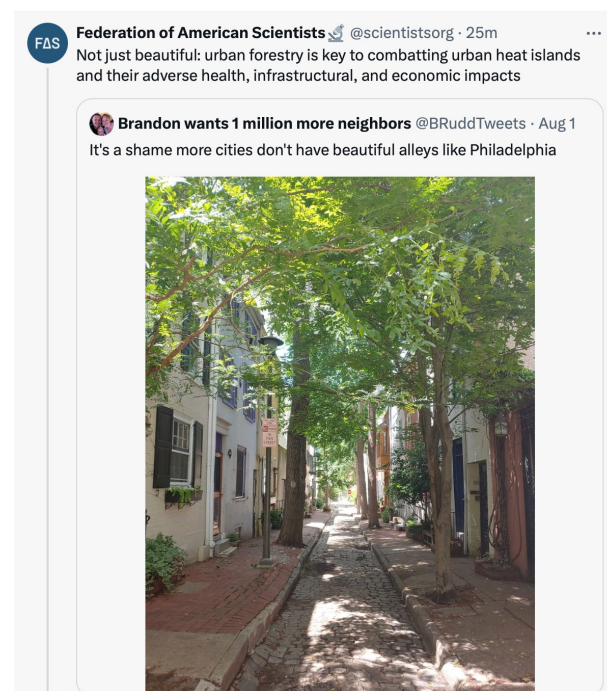 FAS
Federation of American Scientists🔬 @scientistsorg · 25m
Not just beautiful: urban forestry is key to combatting urban heat islands
and their adverse health, infrastructural, and economic impacts
Brandon wants 1 million more neighbors @BRuddTweets · Aug 1
It's a shame more cities don't have beautiful alleys like Philadelphia